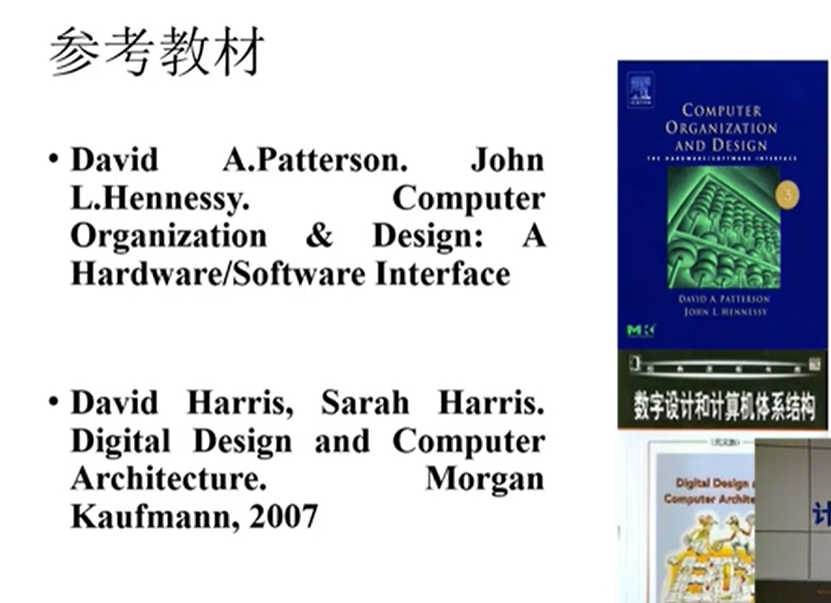 参考教材
• David A.Patterson. John
L.Hennessy. Computer
Organization & Design: A
Hardware/Software Interface
• David Harris, Sarah Harris.
Digital Design and Computer
Architecture. Morgan
Kaufmann, 2007
COMPUTER
ORGANIZATION
AND DESIGN
THE HARDWARE/SOFTWARE INTERFACE
3
DAVID A. PATTERSON
JOHN L. HENNESSY
MK
数字设计和计算机体系结构
(英文版)
Digital Design
Computer Archite
计